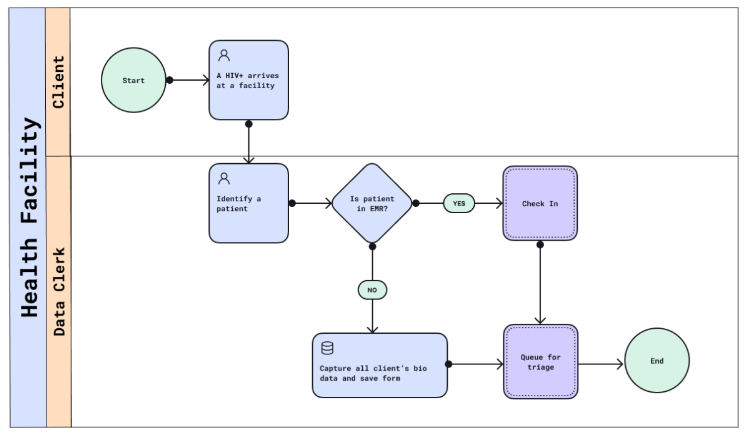 Health Facility
Client
Data Clerk
Start
A HIV+ arrives
at a facility
Identify a
patient
Is patient
in EMR?
YES
Check In
NO
Capture all client's bio
data and save form
Queue for
triage
End